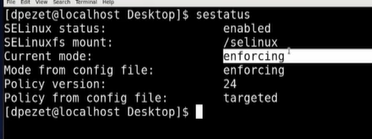 File Edit View Search Terminal Help
[dpezet@localhost Desktop]$ sestatus
SELinux status:                 enabled
SELinuxfs mount:                /selinux
Current mode:                   enforcing
Mode from config file:          enforcing
Policy version:                 24
Policy from config file:        targeted
[dpezet@localhost Desktop]$